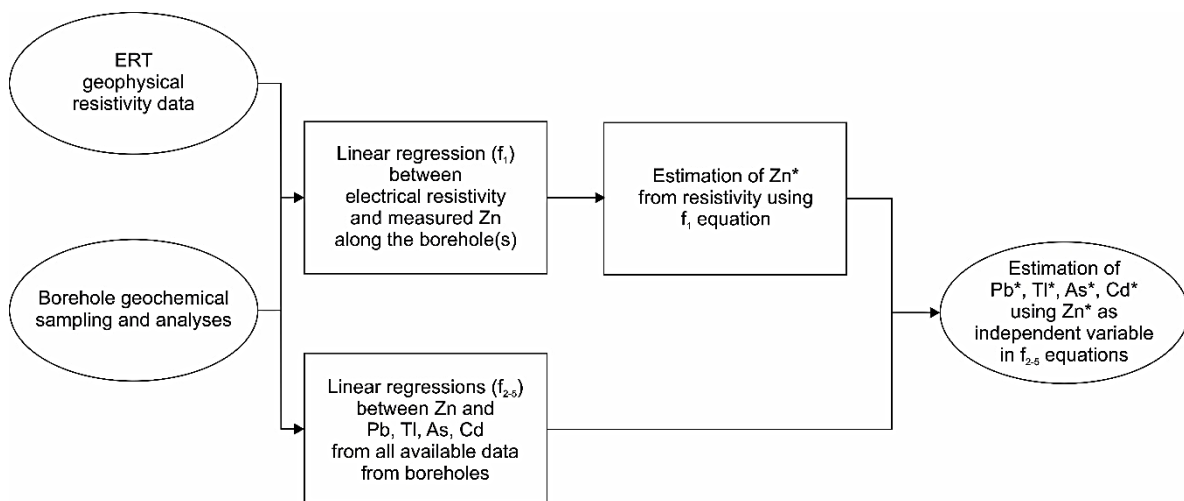 ERT
geophysical
resistivity data
Linear regression (f₁)
between
electrical resistivity
and measured Zn
along the borehole(s)
Estimation of Zn*
from resistivity using
f₁ equation
Borehole geochemical
sampling and analyses
Linear regressions (f₂₋₅)
between Zn and
Pb, Tl, As, Cd
from all available data
from boreholes
Estimation of
Pb*, Tl*, As*, Cd*
using Zn* as
independent variable
in f₂₋₅ equations